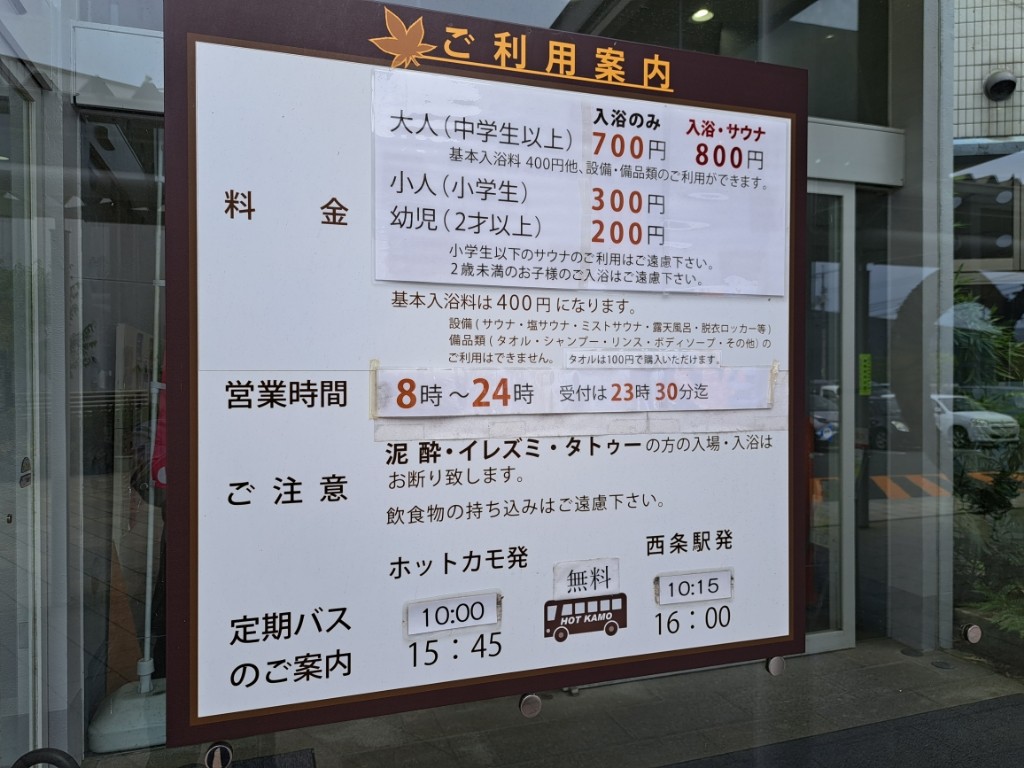 ご利用案内
料金
入浴のみ 入浴・サウナ
大人(中学生以上) 700円 800円
基本入浴料 400円他、設備・備品類のご利用ができます。
小人(小学生) 300円
幼児(2才以上) 200円
小学生以下のサウナのご利用はご遠慮下さい。
2歳未満のお子様のご入浴はご遠慮下さい。
基本入浴料は400円になります。
設備(サウナ・塩サウナ・ミストサウナ・露天風呂・脱衣ロッカー等)
備品類(タオル・シャンプー・リンス・ボディソープ・その他)の
ご利用はできません。 タオルは100円で購入いただけます。
営業時間 8時~24時 受付は23時30分迄
ご注意
泥酔・イレズミ・タトゥーの方の入場・入浴は
お断り致します。
飲食物の持ち込みはご遠慮下さい。
定期バス
のご案内
ホットカモ発 西条駅発
無料
10:00 10:15
HOT KAMO
15:45 16:00